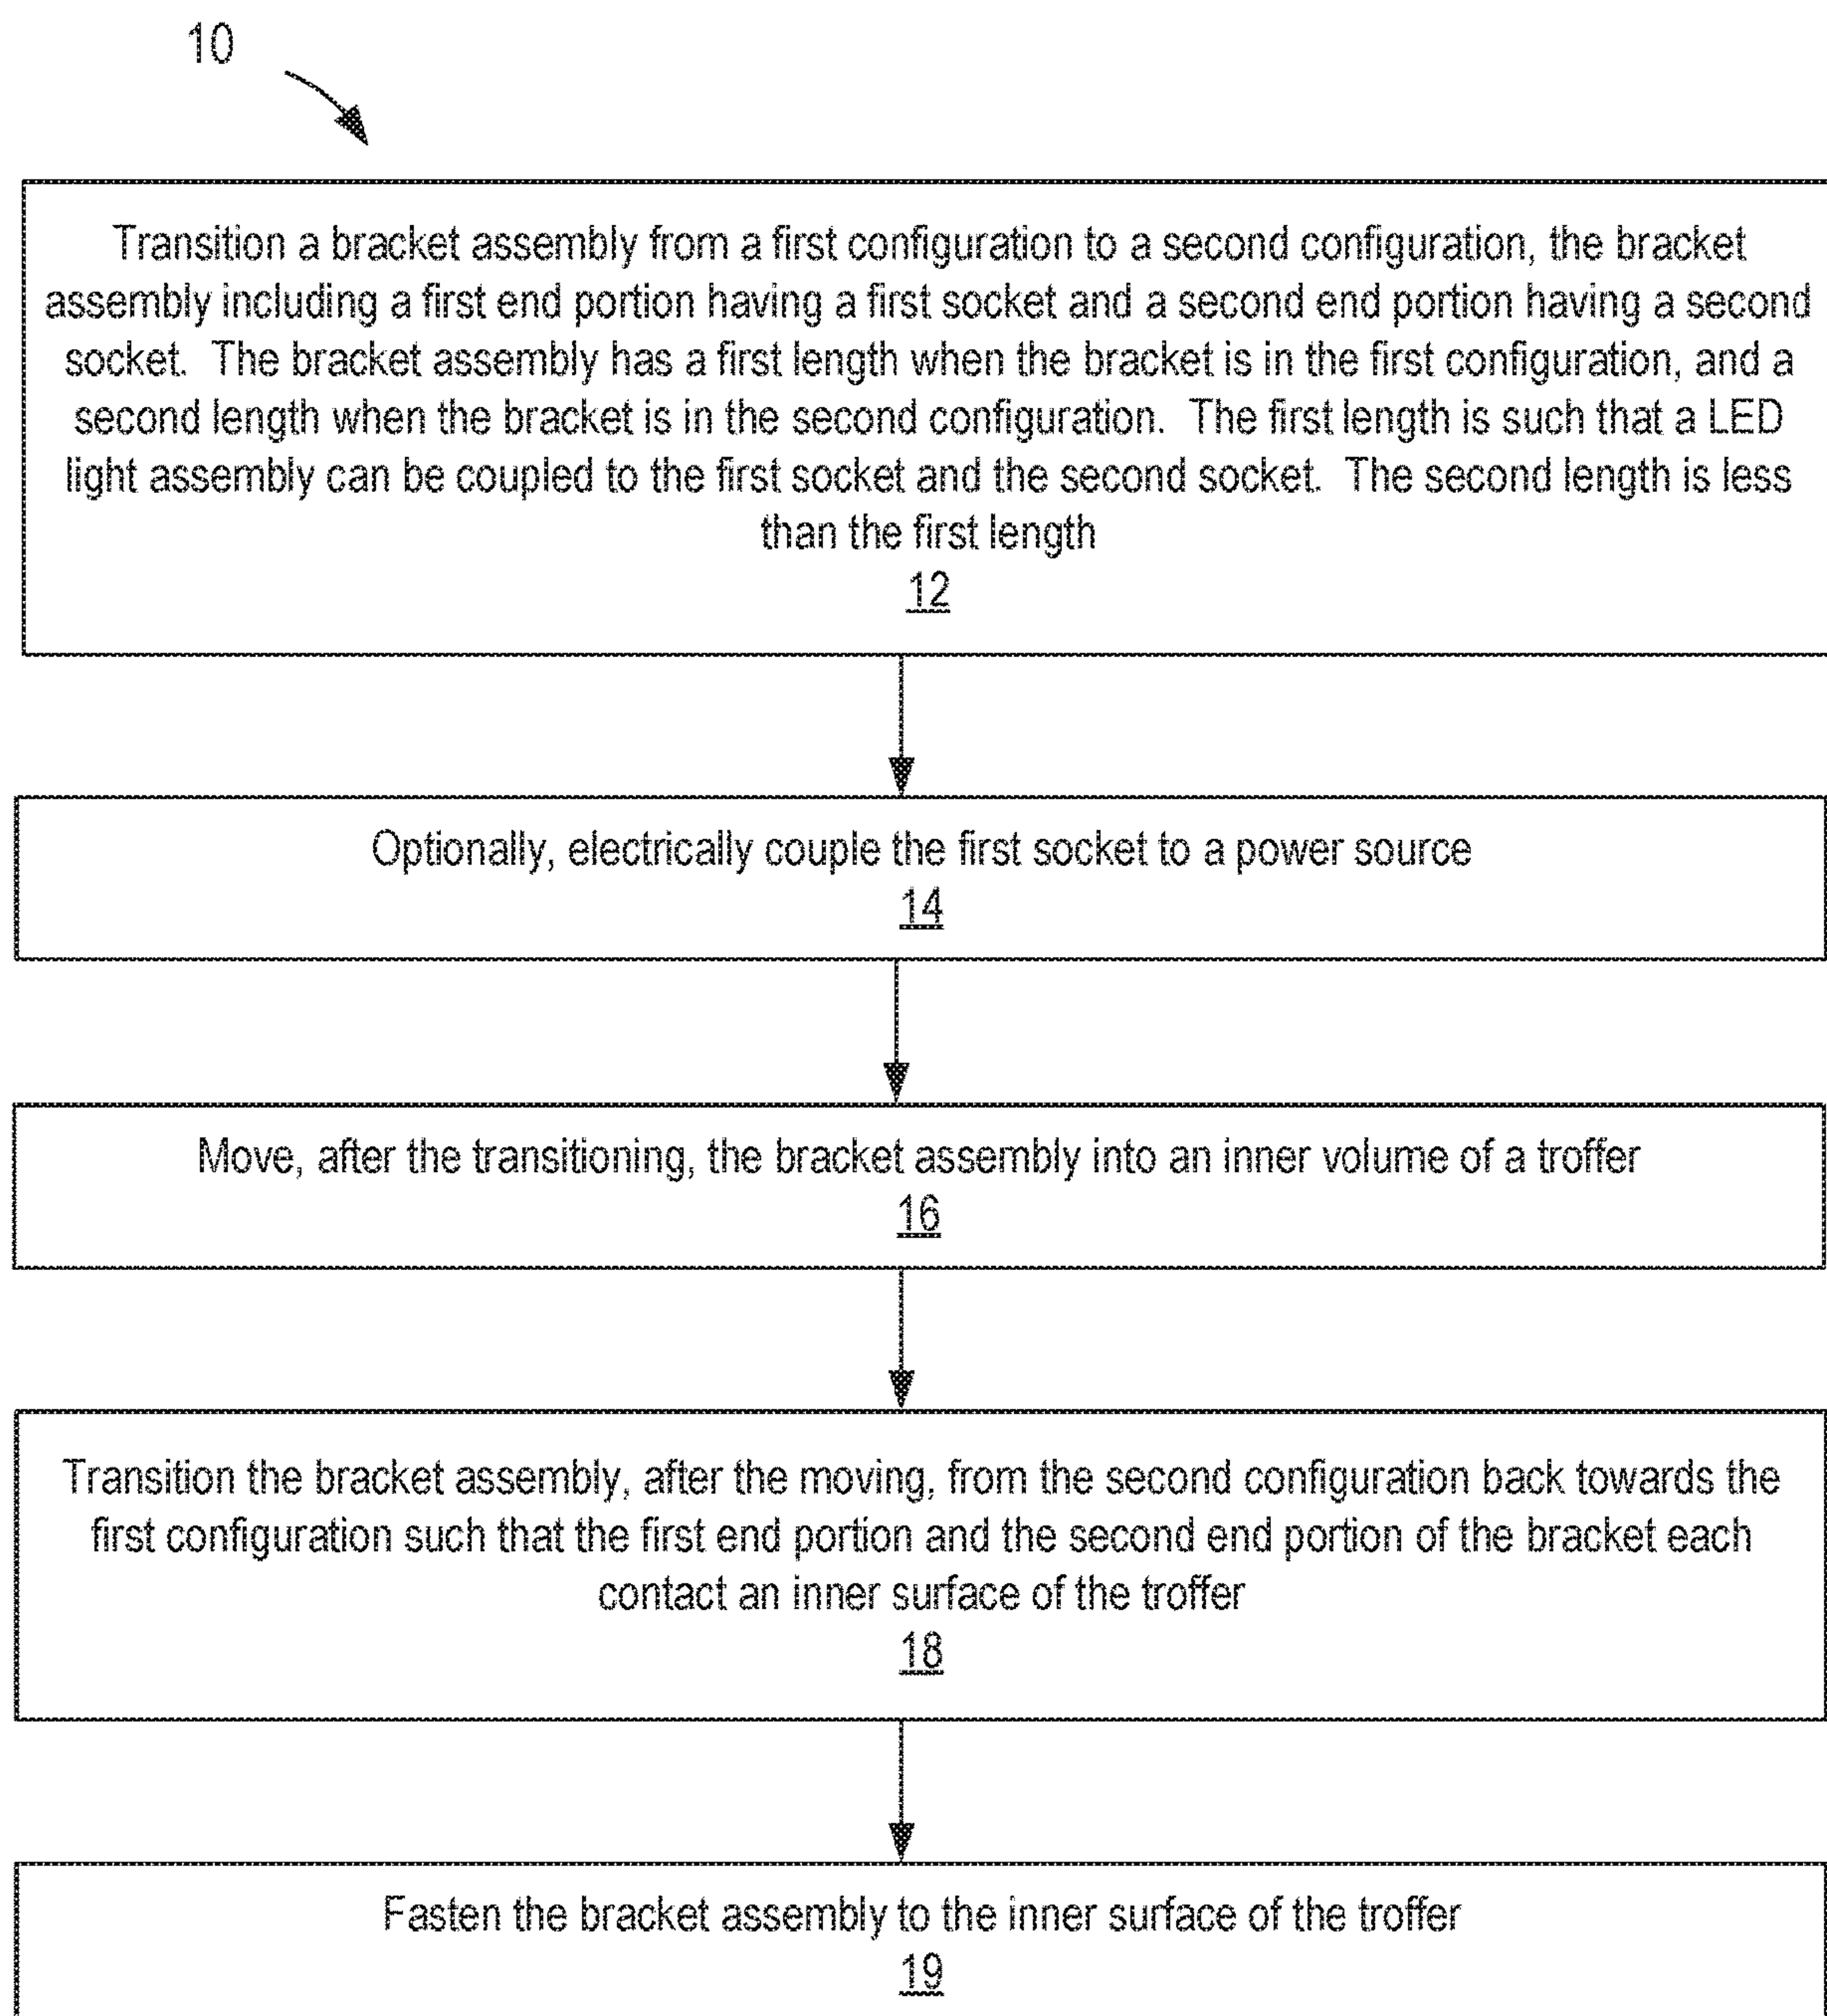 10
Transition a bracket assembly from a first configuration to a second configuration, the bracket
assembly including a first end portion having a first socket and a second end portion having a second
socket.  The bracket assembly has a first length when the bracket is in the first configuration, and a
second length when the bracket is in the second configuration.  The first length is such that a LED
light assembly can be coupled to the first socket and the second socket.  The second length is less
than the first length
12
Optionally, electrically couple the first socket to a power source
14
Move, after the transitioning, the bracket assembly into an inner volume of a troffer
16
Transition the bracket assembly, after the moving, from the second configuration back towards the
first configuration such that the first end portion and the second end portion of the bracket each
contact an inner surface of the troffer
18
Fasten the bracket assembly to the inner surface of the troffer
19